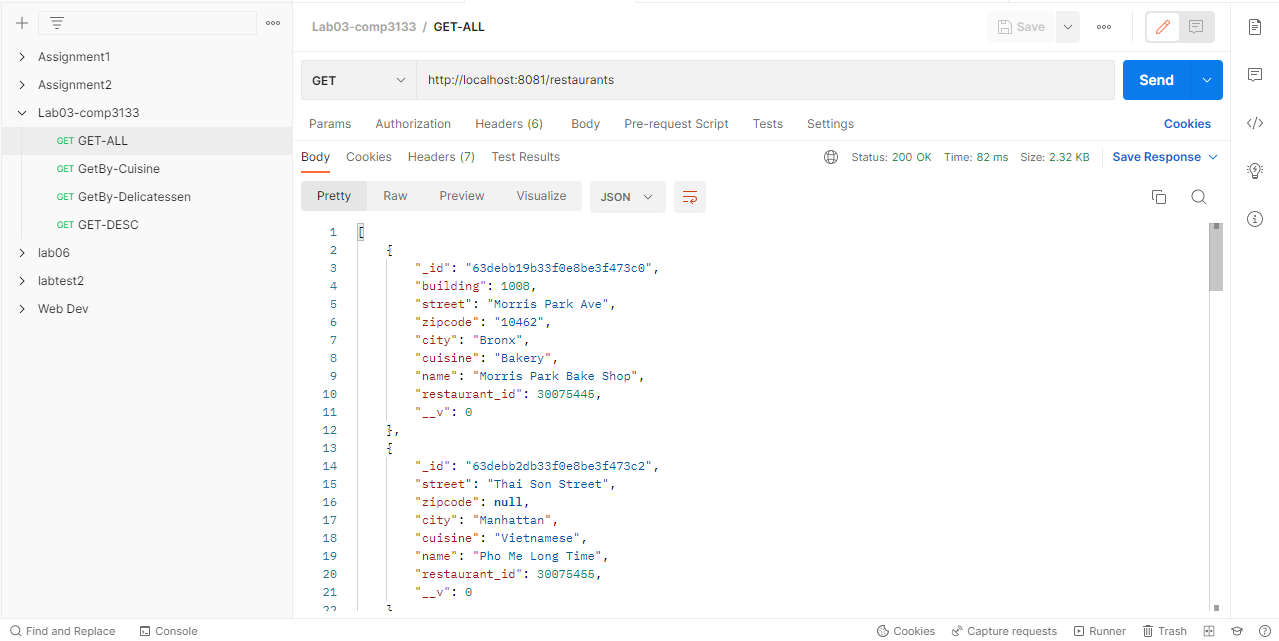 Lab03-comp3133 / GET-ALL
Save
Assignment1
Assignment2
Lab03-comp3133
GET GET-ALL
GET GetBy-Cuisine
GET GetBy-Delicatessen
GET GET-DESC
lab06
labtest2
Web Dev
GET
http://localhost:8081/restaurants
Send
Params Authorization Headers (6) Body Pre-request Script Tests Settings Cookies
Body Cookies Headers (7) Test Results Status: 200 OK Time: 82 ms Size: 2.32 KB Save Response
Pretty Raw Preview Visualize JSON
1 [
2 {
3 "_id": "63debb19b33f0e8be3f473c0",
4 "building": 1008,
5 "street": "Morris Park Ave",
6 "zipcode": "10462",
7 "city": "Bronx",
8 "cuisine": "Bakery",
9 "name": "Morris Park Bake Shop",
10 "restaurant_id": 30075445,
11 "__v": 0
12 },
13 {
14 "_id": "63debb2db33f0e8be3f473c2",
15 "street": "Thai Son Street",
16 "zipcode": null,
17 "city": "Manhattan",
18 "cuisine": "Vietnamese",
19 "name": "Pho Me Long Time",
20 "restaurant_id": 30075455,
21 "__v": 0
22 }
Find and Replace Console Cookies Capture requests Runner Trash